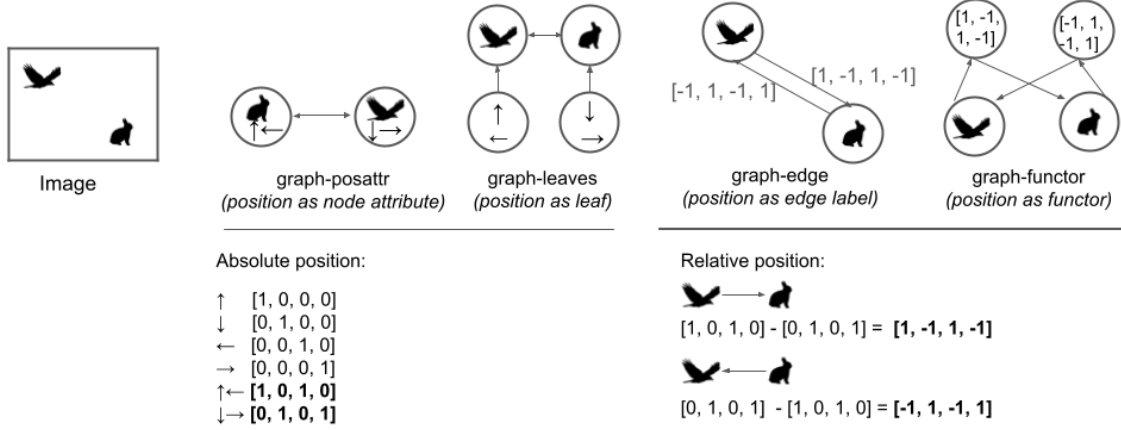 Image
↑←
↓→
graph-posattr
(position as node attribute)
↑
←
↓
→
graph-leaves
(position as leaf)
[1, -1, 1, -1]
[-1, 1, -1, 1]
graph-edge
(position as edge label)
[1, -1,
1, -1]
[-1, 1,
-1, 1]
graph-functor
(position as functor)
Absolute position:
↑ [1, 0, 0, 0]
↓ [0, 1, 0, 0]
← [0, 0, 1, 0]
→ [0, 0, 0, 1]
↑← [1, 0, 1, 0]
↓→ [0, 1, 0, 1]
Relative position:
[1, 0, 1, 0] - [0, 1, 0, 1] = [1, -1, 1, -1]
[0, 1, 0, 1] - [1, 0, 1, 0] = [-1, 1, -1, 1]